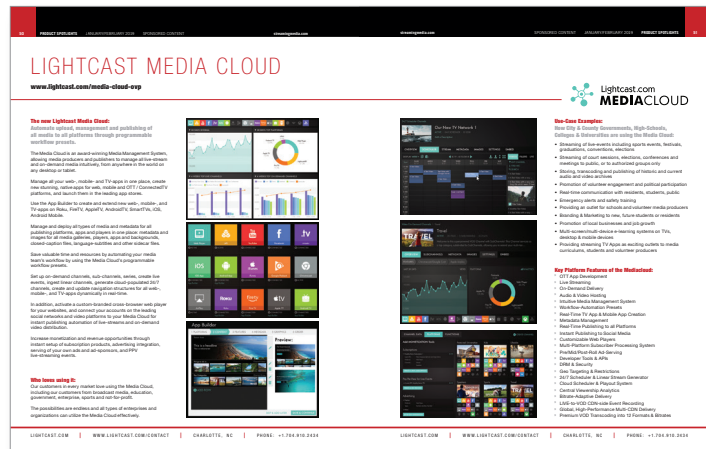 50 PRODUCT SPOTLIGHTS JANUARY/FEBRUARY 2024 SPONSORED CONTENT streamingmedia.com
streamingmedia.com SPONSORED CONTENT JANUARY/FEBRUARY 2024 PRODUCT SPOTLIGHTS 51
LIGHTCAST MEDIA CLOUD
www.lightcast.com/media-cloud-ovp
Lightcast.com
MEDIACLOUD
The new Lightcast Media Cloud:
Automate upload, management and publishing of
all media to all platforms through programmable
workflow presets.
The Media Cloud is an award-winning Media Management System,
allowing media producers and publishers to manage all live-stream
and on-demand media intuitively, from anywhere in the world on
any desktop or tablet.
Manage all your web-, mobile- and TV-apps in one place, create
new stunning, native apps for web, mobile and OTT / ConnectedTV
platforms, and launch them in the leading app stores.
Use the App Builder to create and extend new web-, mobile-, and
TV-apps on Roku, FireTV, AppleTV, AndroidTV, SmartTVs, iOS,
Android Mobile.
Manage and deploy all types of media and metadata for all
publishing platforms, apps and players in one place: metadata and
images for all media galleries, players, apps and backgrounds,
closed-caption files, language-subtitles and other sidecar files.
Save valuable time and resources by automating your media
team's workflow by using the Media Cloud's programmable
workflow presets.
Set up on-demand channels, sub-channels, series, create live
events, ingest linear channels, generate cloud-populated 24/7
channels, create and update navigation structures for all web-,
mobile-, and TV-apps dynamically in real-time.
In addition, activate a custom-branded cross-browser web player
for your websites, and connect your accounts on the leading
social networks and video platforms to your Media Cloud for
instant publishing automation of live-streams and on-demand
video distribution.
Increase monetization and revenue opportunities through
instant setup of subscription products, advertising integration,
serving of your own ads and ad-sponsors, and PPV
live-streaming events.
Who loves using it:
Our customers in every market love using the Media Cloud,
including our customers from broadcast media, education,
government, enterprise, sports and not-for-profit.
The possibilities are endless and all types of enterprises and
organizations can utilize the Media Cloud effectively.
.tv
iOS
Roku
fireTV
tv
App Builder
Preview:
Our New TV Network 1
Travel
TRAVEL
Use-Case Examples:
How City & County Governments, High-Schools,
Colleges & Universities are using the Media Cloud:
• Streaming of live-events including sports events, festivals,
graduations, conventions, elections
• Streaming of court sessions, elections, conferences and
meetings to public, or to authorized groups only
• Storing, transcoding and publishing of historic and current
audio and video archives
• Promotion of volunteer engagement and political participation
• Real-time communication with residents, students, public
• Emergency alerts and safety training
• Providing an outlet for schools and volunteer media producers
• Branding & Marketing to new, future students or residents
• Promotion of local businesses and job growth
• Multi-screen/multi-device e-learning systems on TVs,
desktop & mobile devices
• Providing streaming TV Apps as exciting outlets to media
curriculums, students and volunteer producers
Key Platform Features of the Mediacloud:
• OTT App Development
• Live Streaming
• On-Demand Delivery
• Audio & Video Hosting
• Intuitive Media Management System
• Workflow-Automation Presets
• Real-Time TV App & Mobile App Creation
• Metadata Management
• Real-Time Publishing to all Platforms
• Instant Publishing to Social Media
• Customizable Web Players
• Multi-Platform Subscriber Processing System
• Pre/Mid/Post-Roll Ad-Serving
• Developer Tools & APIs
• DRM & Security
• Geo Targeting & Restrictions
• 24/7 Scheduler & Linear Stream Generator
• Cloud Scheduler & Playout System
• Central Viewership Analytics
• Bitrate-Adaptive Delivery
• LIVE-to-VOD CDN-side Event Recording
• Global, High-Performance Multi-CDN Delivery
• Premium VOD Transcoding into 12 Formats & Bitrates
LIGHTCAST.COM | WWW.LIGHTCAST.COM/CONTACT | CHARLOTTE, NC | PHONE: +1.704.910.2434
LIGHTCAST.COM | WWW.LIGHTCAST.COM/CONTACT | CHARLOTTE, NC | PHONE: +1.704.910.2434